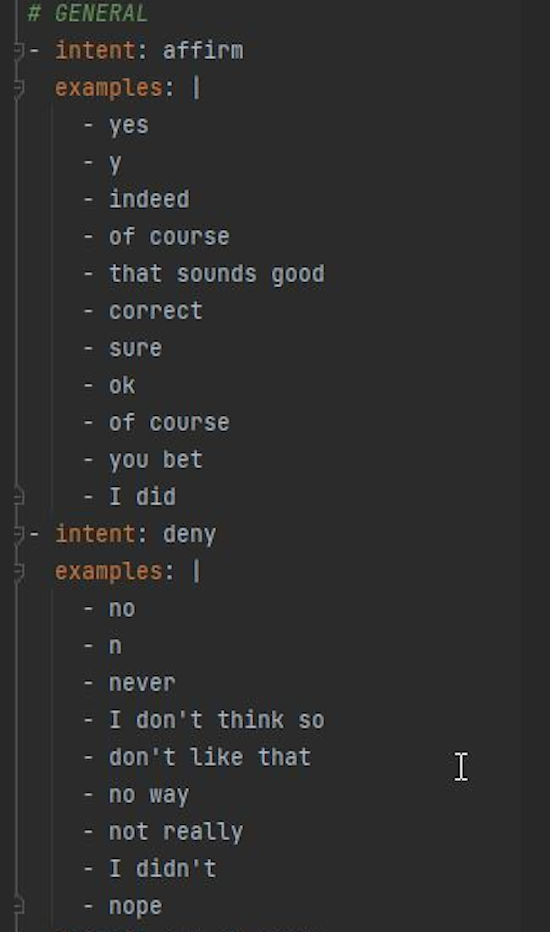 # GENERAL
- intent: affirm
  examples: |
    - yes
    - y
    - indeed
    - of course
    - that sounds good
    - correct
    - sure
    - ok
    - of course
    - you bet
    - I did
- intent: deny
  examples: |
    - no
    - n
    - never
    - I don't think so
    - don't like that
    - no way
    - not really
    - I didn't
    - nope